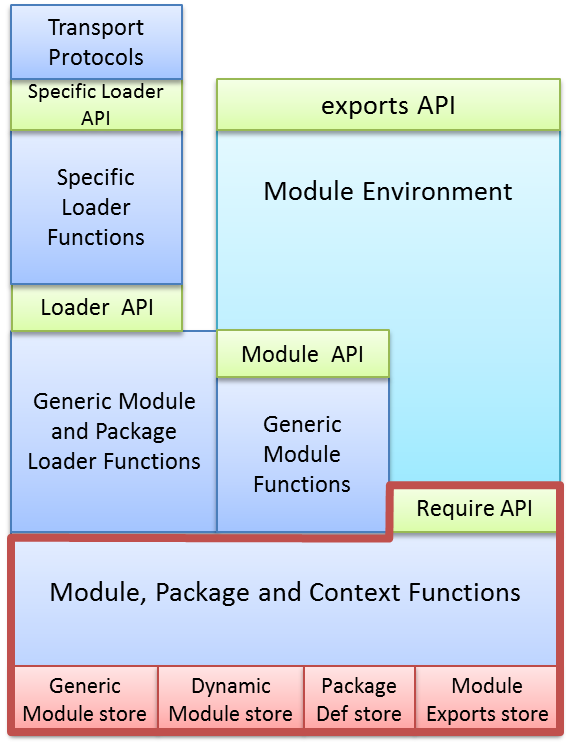 Transport
Protocols
Specific Loader
API
exports API
Specific
Loader
Functions
Module Environment
Loader API
Module API
Generic Module
and Package
Loader Functions
Generic
Module
Functions
Require API
Module, Package and Context Functions
Generic
Module store
Dynamic
Module store
Package
Def store
Module
Exports store